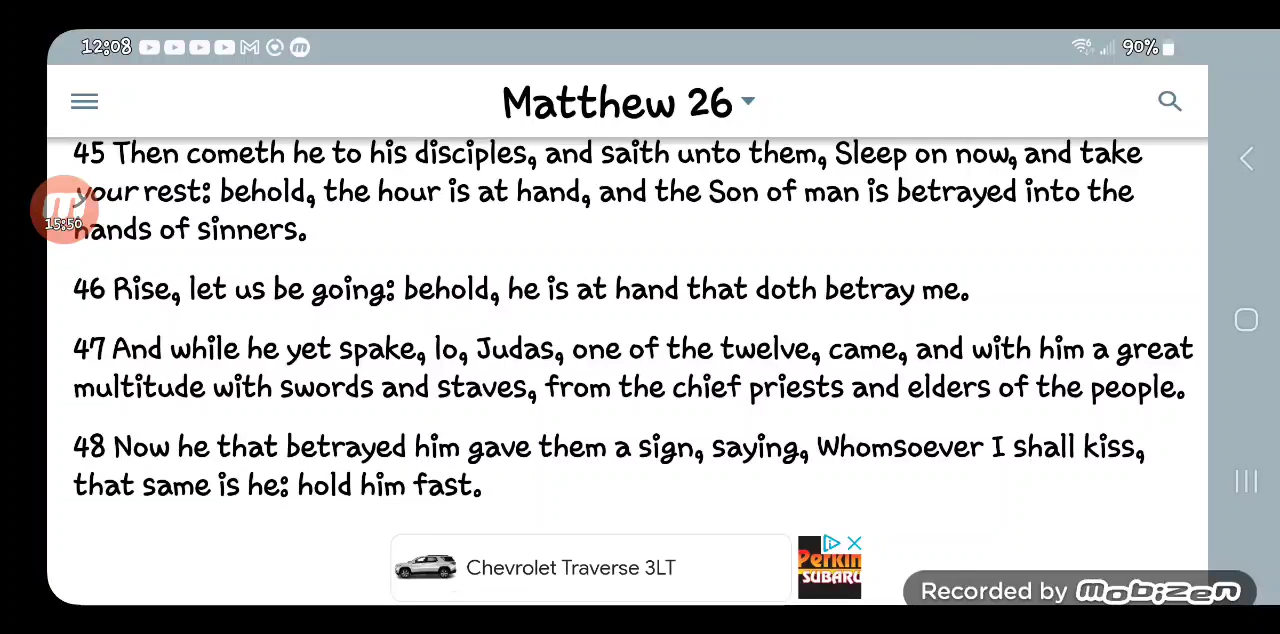 12:08 90%
Matthew 26
45 Then cometh he to his disciples, and saith unto them, Sleep on now, and take
your rest: behold, the hour is at hand, and the Son of man is betrayed into the
15:50
hands of sinners.
46 Rise, let us be going: behold, he is at hand that doth betray me.
47 And while he yet spake, lo, Judas, one of the twelve, came, and with him a great
multitude with swords and staves, from the chief priests and elders of the people.
48 Now he that betrayed him gave them a sign, saying, Whomsoever I shall kiss,
that same is he: hold him fast.
Chevrolet Traverse 3LT
Perkin
SUBARU
Recorded by mobizen